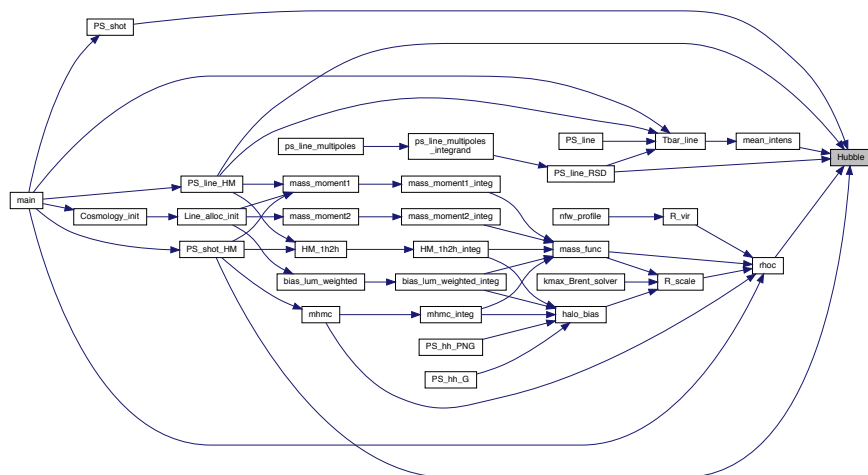 PS_shot
PS_line
Tbar_line
mean_intens
ps_line_multipoles
ps_line_multipoles
_integrand
Hubble
PS_line_RSD
PS_line_HM
mass_moment1
mass_moment1_integ
main
Cosmology_init
Line_alloc_init
mass_moment2
mass_moment2_integ
nfw_profile
R_vir
PS_shot_HM
HM_1h2h
HM_1h2h_integ
mass_func
rhoc
bias_lum_weighted
bias_lum_weighted_integ
kmax_Brent_solver
R_scale
mhmc
mhmc_integ
halo_bias
PS_hh_PNG
PS_hh_G